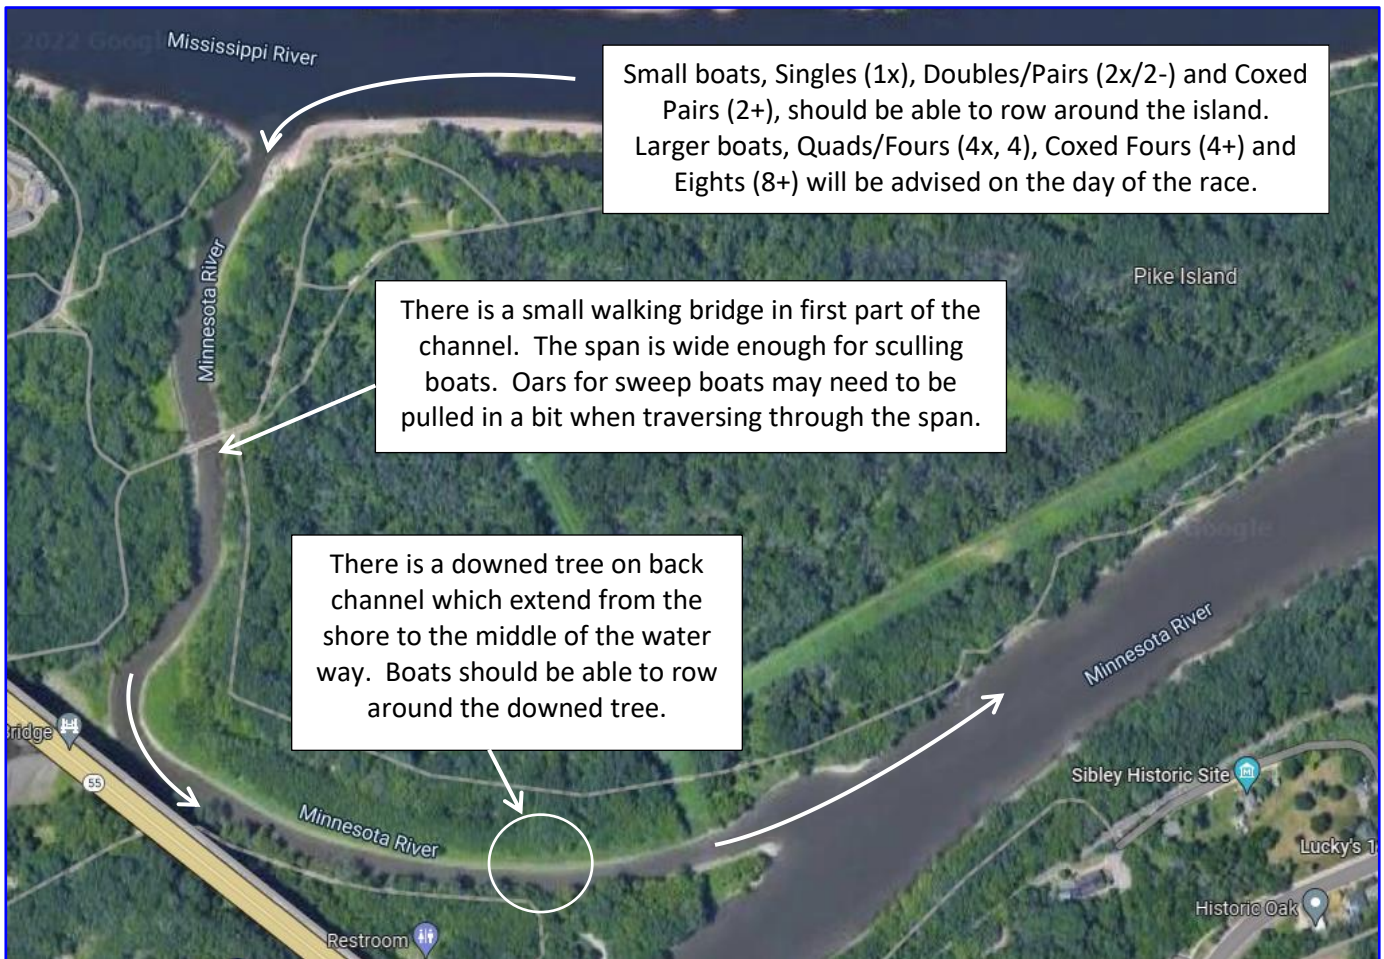 2022 Google
Mississippi River
Small boats, Singles (1x), Doubles/Pairs (2x/2-) and Coxed
Pairs (2+), should be able to row around the island.
Larger boats, Quads/Fours (4x, 4), Coxed Fours (4+) and
Eights (8+) will be advised on the day of the race.
Minnesota River
Pike Island
There is a small walking bridge in first part of the
channel. The span is wide enough for sculling
boats. Oars for sweep boats may need to be
pulled in a bit when traversing through the span.
Google
There is a downed tree on back
channel which extend from the
shore to the middle of the water
way. Boats should be able to row
around the downed tree.
Minnesota River
ridge
55
Sibley Historic Site
Minnesota River
Lucky's 1
Historic Oak
Restroom